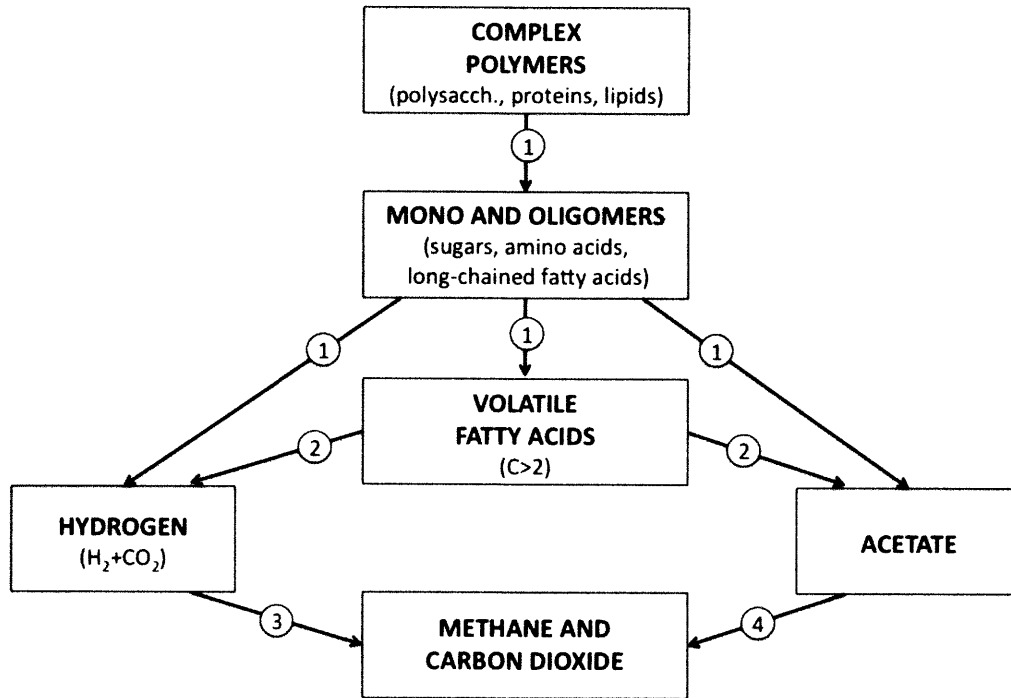 COMPLEX
POLYMERS
(polysacch., proteins, lipids)
1
MONO AND OLIGOMERS
(sugars, amino acids,
long-chained fatty acids)
1
1
1
VOLATILE
FATTY ACIDS
(C>2)
2
2
HYDROGEN
(H₂+CO₂)
ACETATE
3
4
METHANE AND
CARBON DIOXIDE